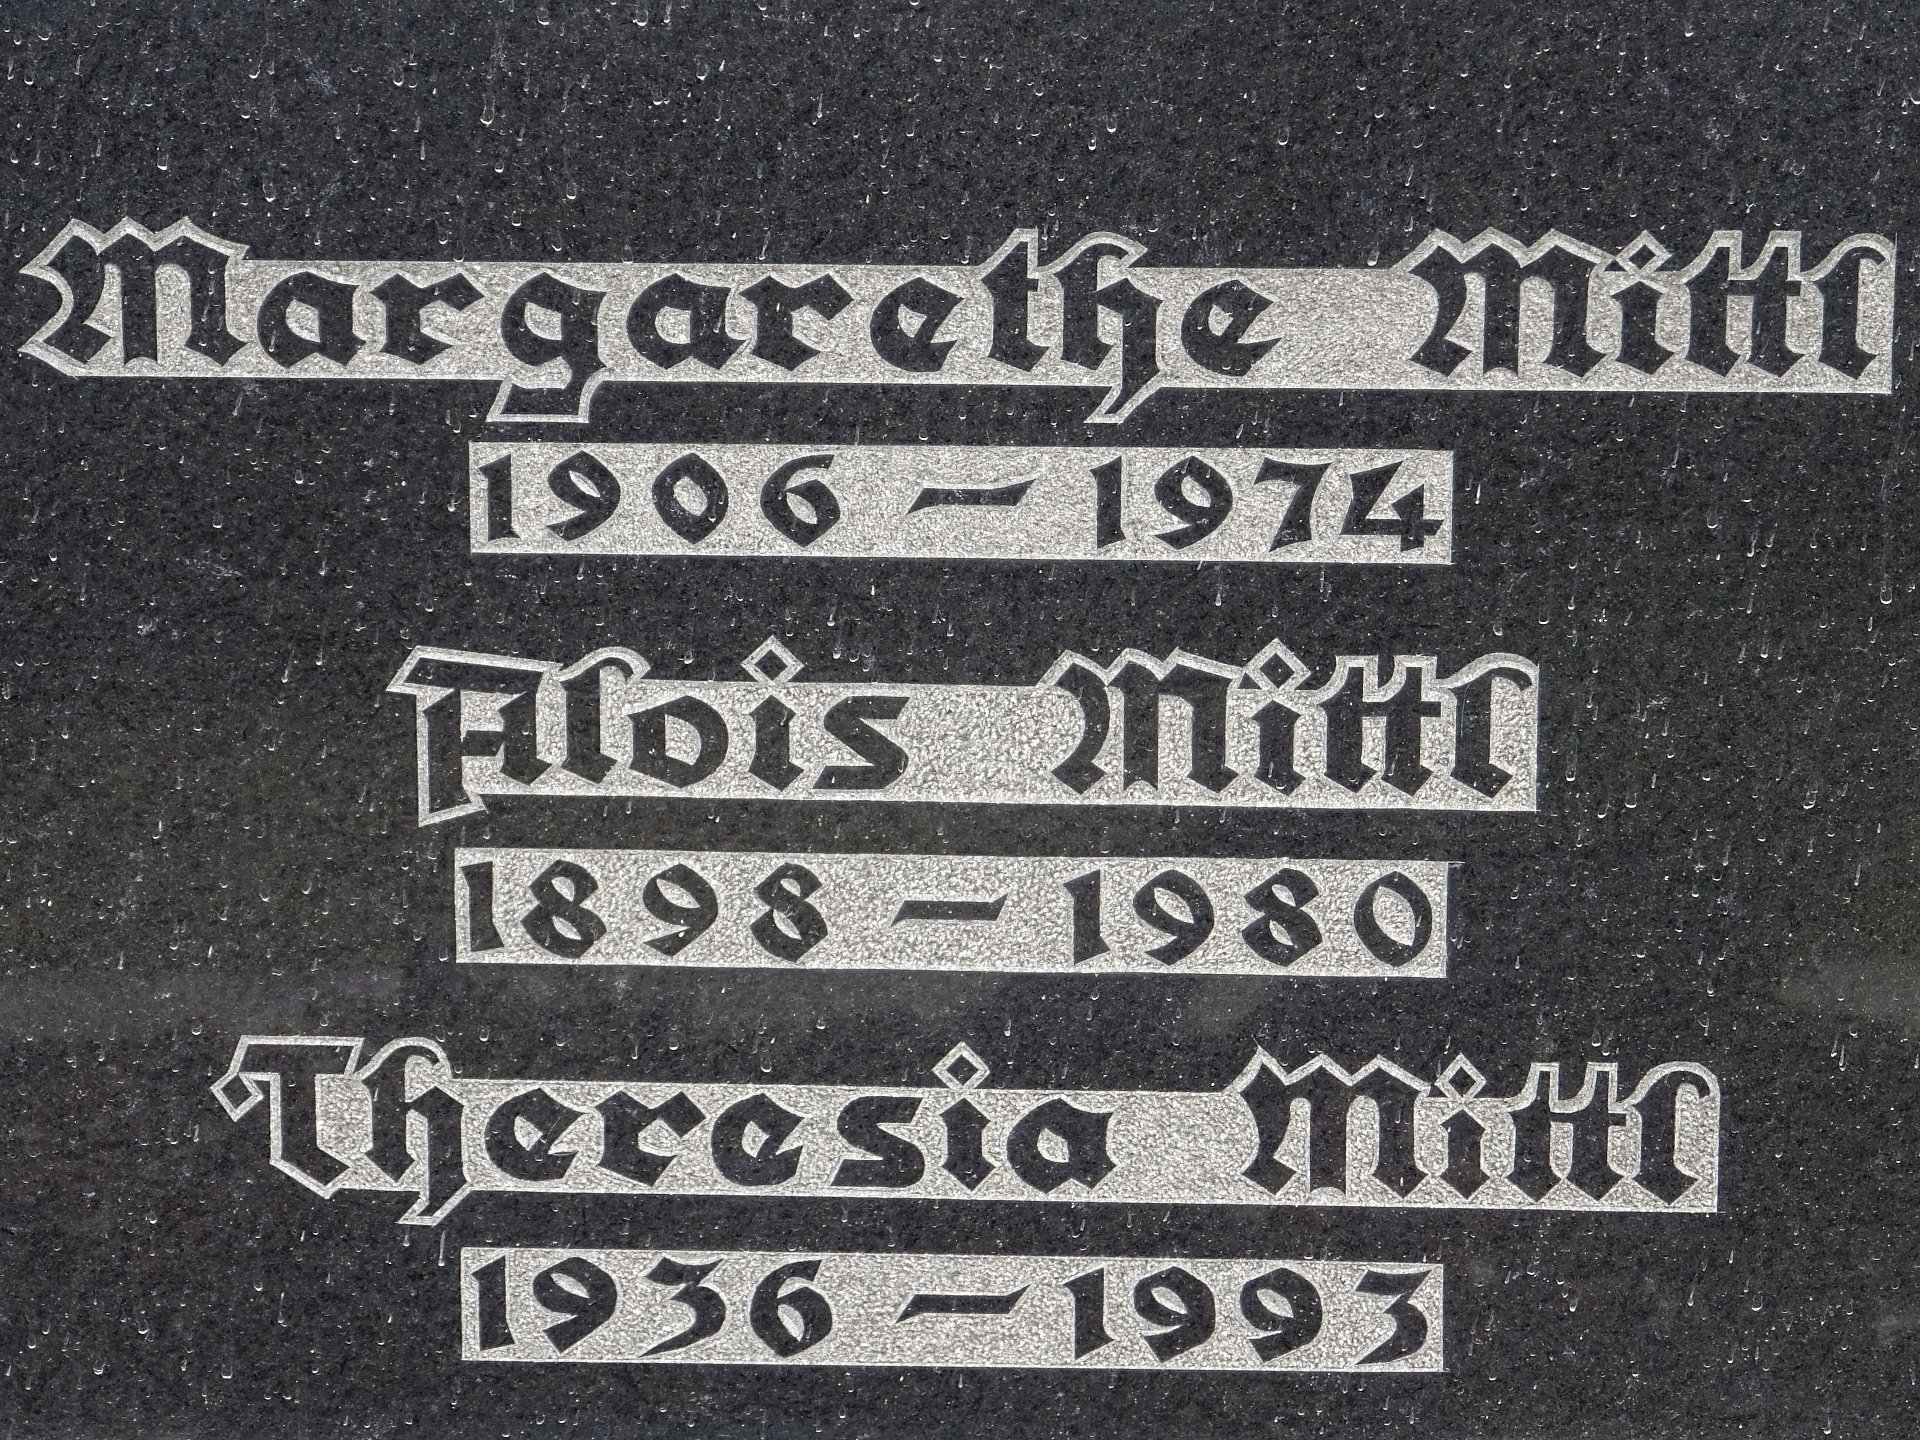 Margarethe Mittl
1906 – 1974
Alois Mittl
1898 – 1980
Theresia Mittl
1936 – 1993